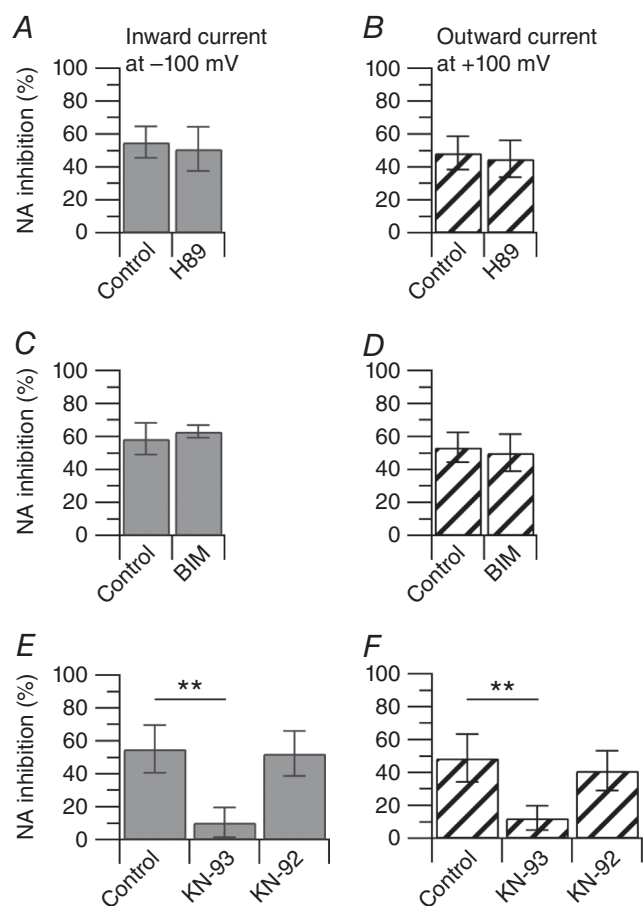 A
Inward current
at –100 mV
NA inhibition (%)
100
80
60
40
20
0
Control
H89
B
Outward current
at +100 mV
100
80
60
40
20
0
Control
H89
C
NA inhibition (%)
100
80
60
40
20
0
Control
BIM
D
100
80
60
40
20
0
Control
BIM
E
NA inhibition (%)
100
80
60
40
20
0
**
Control
KN-93
KN-92
F
100
80
60
40
20
0
**
Control
KN-93
KN-92